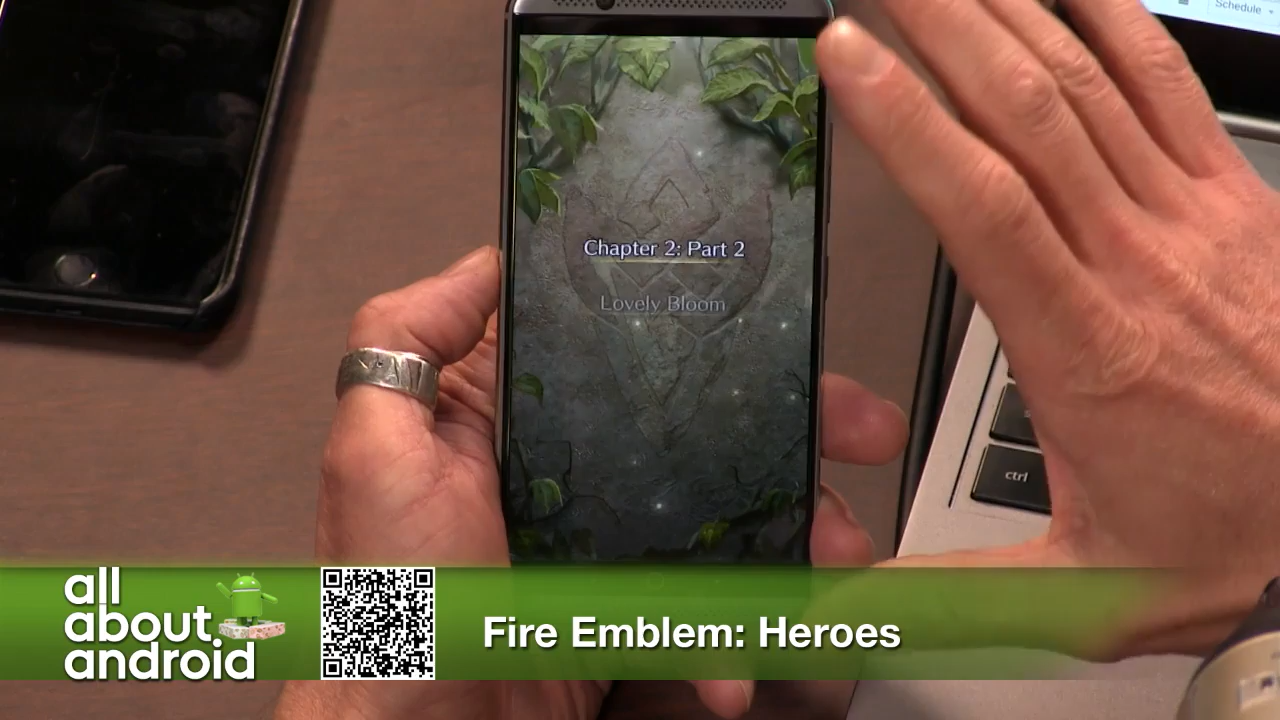 Schedule
Chapter 2: Part 2
Lovely Bloom
ctrl
all
about
android
Fire Emblem: Heroes